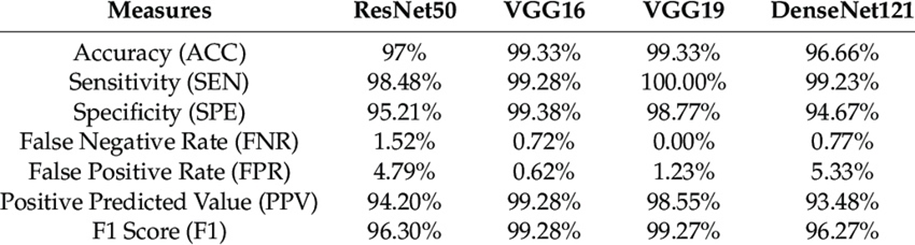 Measures ResNet50 VGG16 VGG19 DenseNet121
Accuracy (ACC) 97% 99.33% 99.33% 96.66%
Sensitivity (SEN) 98.48% 99.28% 100.00% 99.23%
Specificity (SPE) 95.21% 99.38% 98.77% 94.67%
False Negative Rate (FNR) 1.52% 0.72% 0.00% 0.77%
False Positive Rate (FPR) 4.79% 0.62% 1.23% 5.33%
Positive Predicted Value (PPV) 94.20% 99.28% 98.55% 93.48%
F1 Score (F1) 96.30% 99.28% 99.27% 96.27%